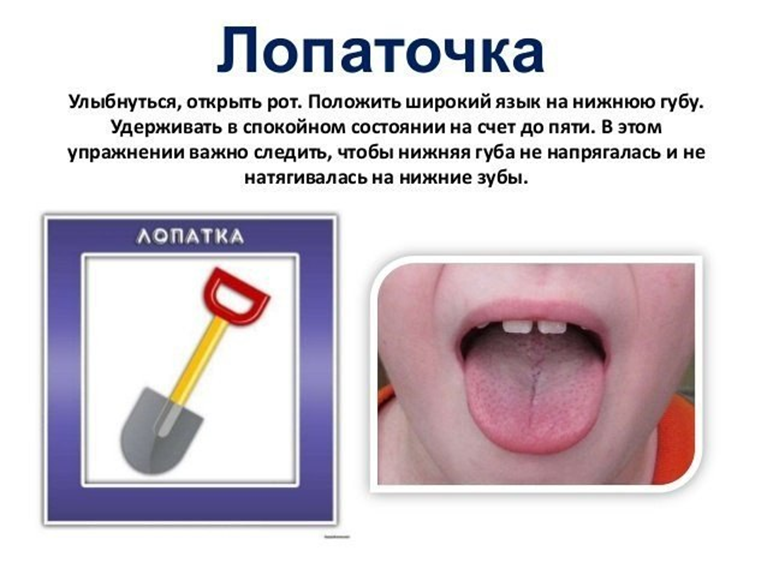 Лопаточка
Улыбнуться, открыть рот. Положить широкий язык на нижнюю губу.
Удерживать в спокойном состоянии на счет до пяти. В этом
упражнении важно следить, чтобы нижняя губа не напрягалась и не
натягивалась на нижние зубы.
ЛОПАТКА